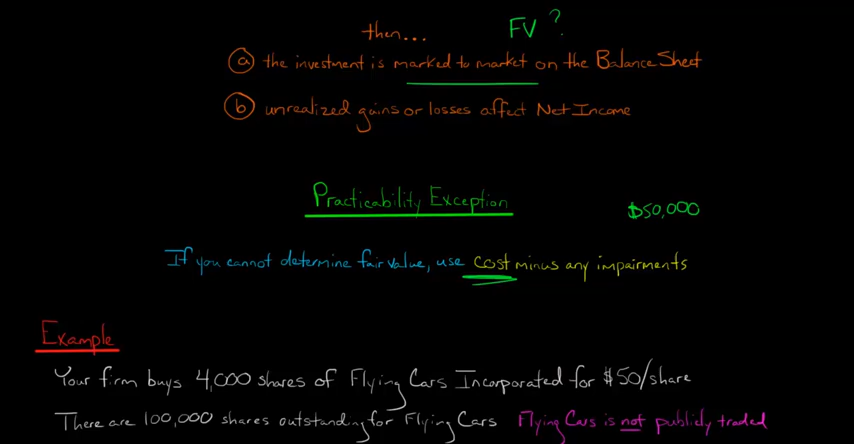 then... FV ?
ⓐ the investment is marked to market on the Balance Sheet
ⓑ unrealized gains or losses affect Net Income
Practicability Exception
$50,000
If you cannot determine fair value, use cost minus any impairments
Example
Your firm buys 4,000 shares of Flying Cars Incorporated for $50/share
There are 100,000 shares outstanding for Flying Cars Flying Cars is not publicly traded